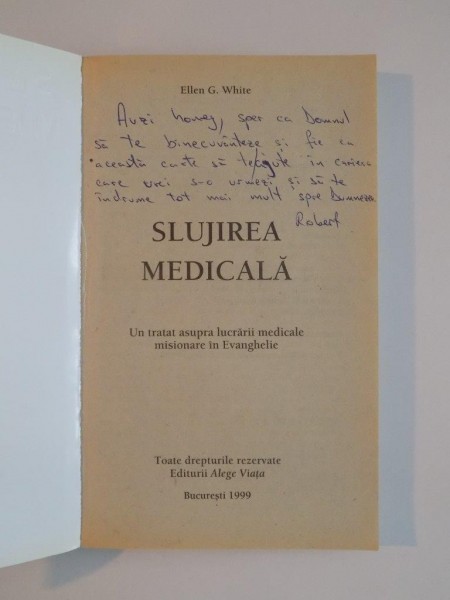 Ellen G. White
Auzi honey, sper ca Domnul
să te binecuvânteze și fie ca
această carte să te ajute în cariera
care vrei s-o urmezi și să te
îndrume tot mai mult spre Dumnezeu
Robert
SLUJIREA
MEDICALĂ
Un tratat asupra lucrării medicale
misionare în Evanghelie
Toate drepturile rezervate
Editurii Alege Viața
București 1999